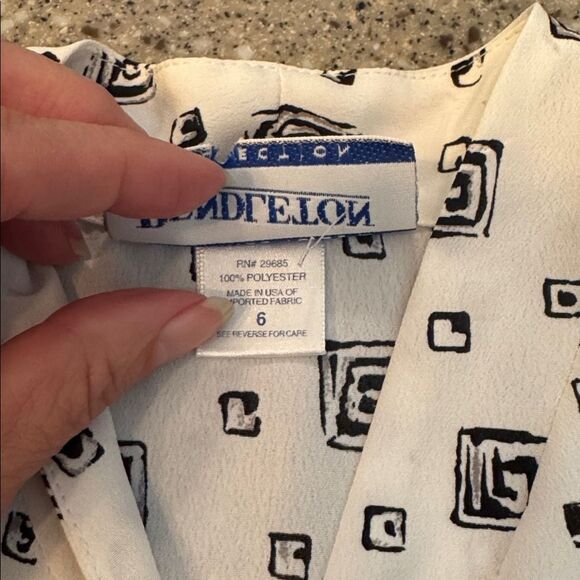 PENDLETON
RN# 29685
100% POLYESTER
MADE IN USA OF
IMPORTED FABRIC
6
SEE REVERSE FOR CARE